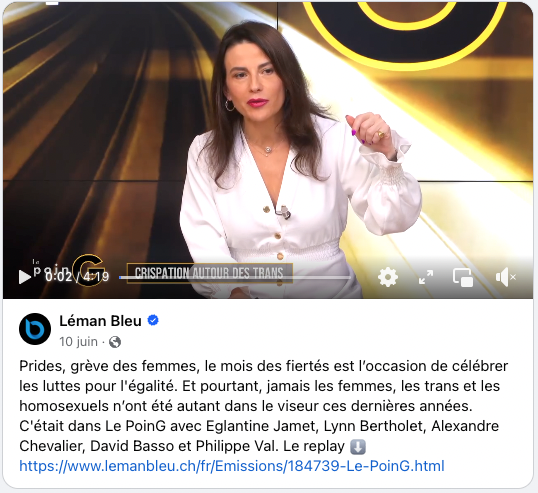 le
poinG
0:02 / 4:19
CRISPATION AUTOUR DES TRANS
Léman Bleu
10 juin ·
Prides, grève des femmes, le mois des fiertés est l’occasion de célébrer
les luttes pour l'égalité. Et pourtant, jamais les femmes, les trans et les
homosexuels n’ont été autant dans le viseur ces dernières années.
C'était dans Le PoinG avec Eglantine Jamet, Lynn Bertholet, Alexandre
Chevalier, David Basso et Philippe Val. Le replay ⬇️
https://www.lemanbleu.ch/fr/Emissions/184739-Le-PoinG.html